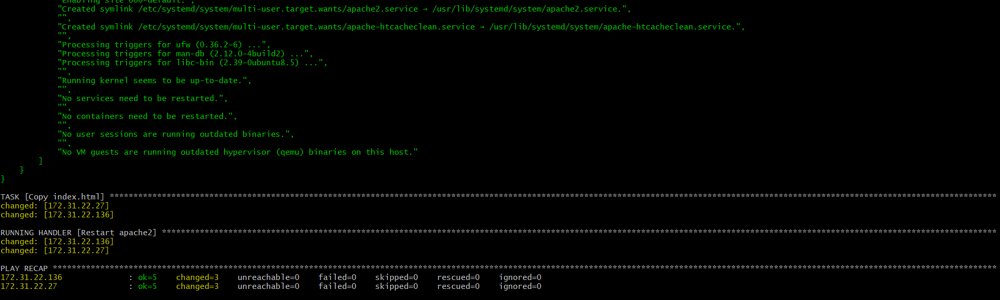 "Enabling site 000-default.",
"Created symlink /etc/systemd/system/multi-user.target.wants/apache2.service → /usr/lib/systemd/system/apache2.service.",
"",
"Created symlink /etc/systemd/system/multi-user.target.wants/apache-htcacheclean.service → /usr/lib/systemd/system/apache-htcacheclean.service.",
"",
"Processing triggers for ufw (0.36.2-6) ...",
"Processing triggers for man-db (2.12.0-4build2) ...",
"Processing triggers for libc-bin (2.39-0ubuntu8.5) ...",
"",
"Running kernel seems to be up-to-date.",
"",
"No services need to be restarted.",
"",
"No containers need to be restarted.",
"",
"No user sessions are running outdated binaries.",
"",
"No VM guests are running outdated hypervisor (qemu) binaries on this host."
]
}
}
TASK [Copy index.html] *******************************************************************************************************************************************************************************************
changed: [172.31.22.27]
changed: [172.31.22.136]
RUNNING HANDLER [Restart apache2] ********************************************************************************************************************************************************************************
changed: [172.31.22.136]
changed: [172.31.22.27]
PLAY RECAP *******************************************************************************************************************************************************************************************************
172.31.22.136 : ok=5 changed=3 unreachable=0 failed=0 skipped=0 rescued=0 ignored=0
172.31.22.27 : ok=5 changed=3 unreachable=0 failed=0 skipped=0 rescued=0 ignored=0